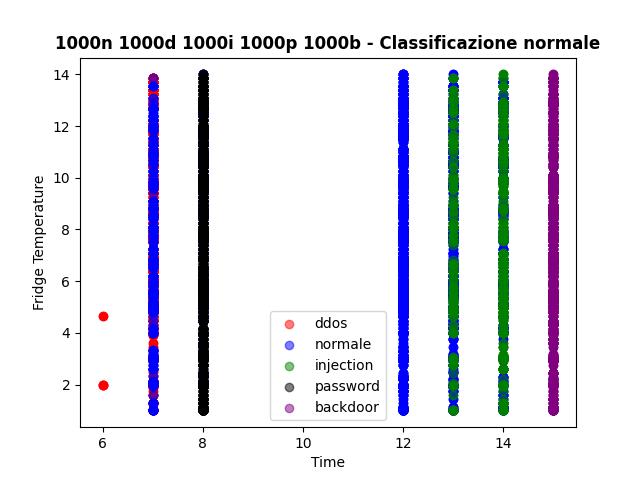 1000n 1000d 1000i 1000p 1000b - Classificazione normale
14
12
10
8
6
4
2
Fridge Temperature
ddos
normale
injection
password
backdoor
6 8 10 12 14
Time